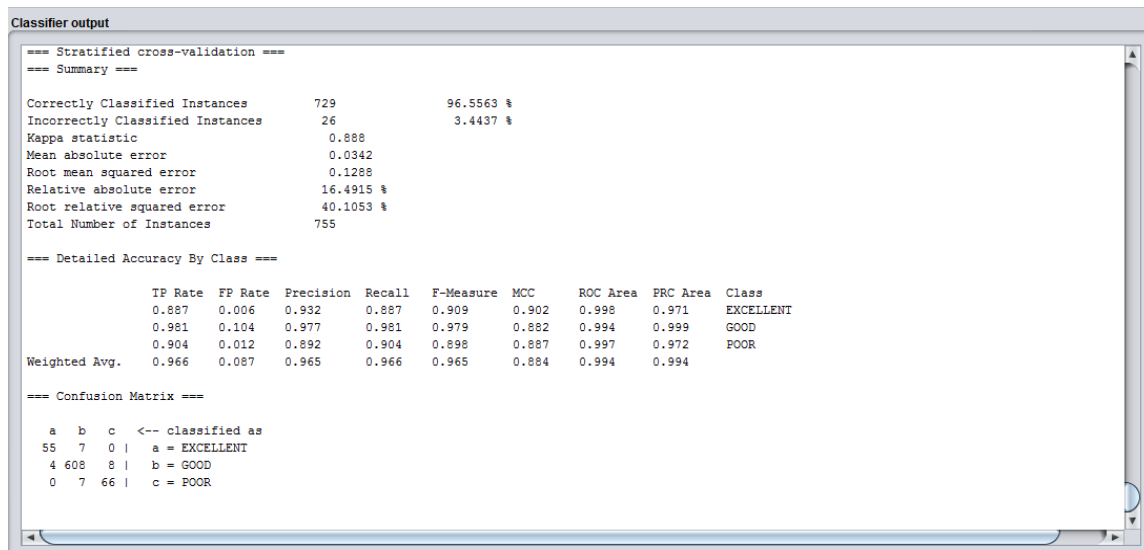 Classifier output
=== Stratified cross-validation ===
=== Summary ===
Correctly Classified Instances 729 96.5563 %
Incorrectly Classified Instances 26 3.4437 %
Kappa statistic 0.888
Mean absolute error 0.0342
Root mean squared error 0.1288
Relative absolute error 16.4915 %
Root relative squared error 40.1053 %
Total Number of Instances 755
=== Detailed Accuracy By Class ===
TP Rate FP Rate Precision Recall F-Measure MCC ROC Area PRC Area Class
0.887 0.006 0.932 0.887 0.909 0.902 0.998 0.971 EXCELLENT
0.981 0.104 0.977 0.981 0.979 0.882 0.994 0.999 GOOD
0.904 0.012 0.892 0.904 0.898 0.887 0.997 0.972 POOR
Weighted Avg. 0.966 0.087 0.965 0.966 0.965 0.884 0.994 0.994
=== Confusion Matrix ===
a b c <-- classified as
55 7 0 | a = EXCELLENT
4 608 8 | b = GOOD
0 7 66 | c = POOR